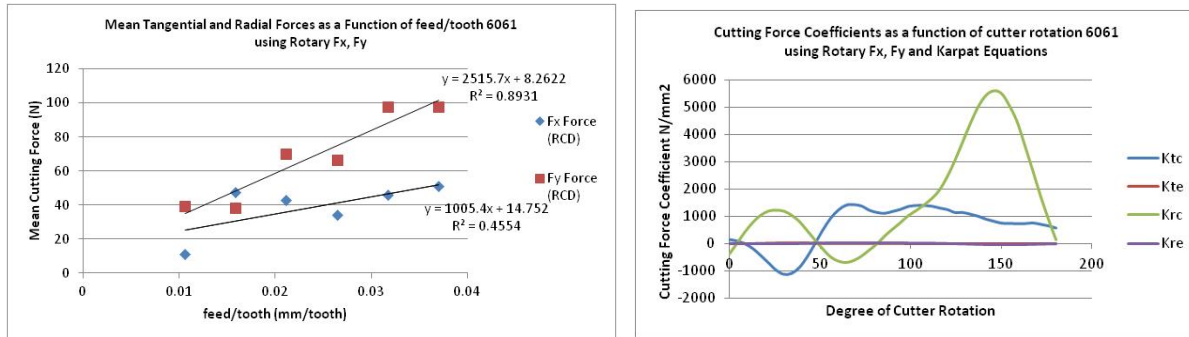 Mean Tangential and Radial Forces as a Function of feed/tooth 6061
using Rotary Fx, Fy
Mean Cutting Force (N)
120
100
80
60
40
20
0
0
0.01
0.02
0.03
0.04
feed/tooth (mm/tooth)
y = 2515.7x + 8.2622
R² = 0.8931
y = 1005.4x + 14.752
R² = 0.4554
Fx Force
(RCD)
Fy Force
(RCD)
Cutting Force Coefficients as a function of cutter rotation 6061
using Rotary Fx, Fy and Karpat Equations
Cutting Force Coefficient N/mm2
6000
5000
4000
3000
2000
1000
0
-1000
-2000
0
50
100
150
200
Degree of Cutter Rotation
Ktc
Kte
Krc
Kre